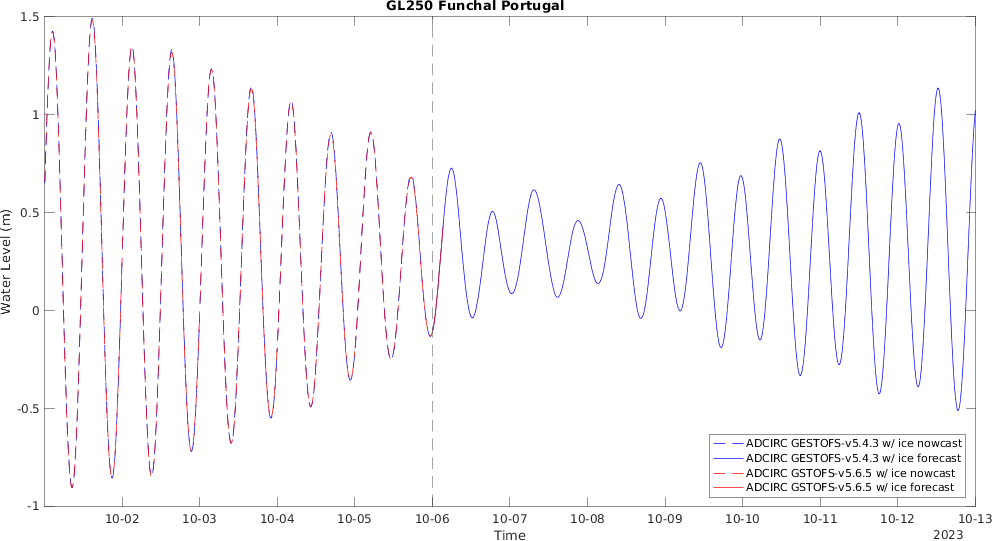 GL250 Funchal Portugal
1.5
1
0.5
0
-0.5
-1
Water Level (m)
10-02 10-03 10-04 10-05 10-06 10-07 10-08 10-09 10-10 10-11 10-12 10-13
Time
2023
ADCIRC GESTOFS-v5.4.3 w/ ice nowcast
ADCIRC GESTOFS-v5.4.3 w/ ice forecast
ADCIRC GSTOFS-v5.6.5 w/ ice nowcast
ADCIRC GSTOFS-v5.6.5 w/ ice forecast